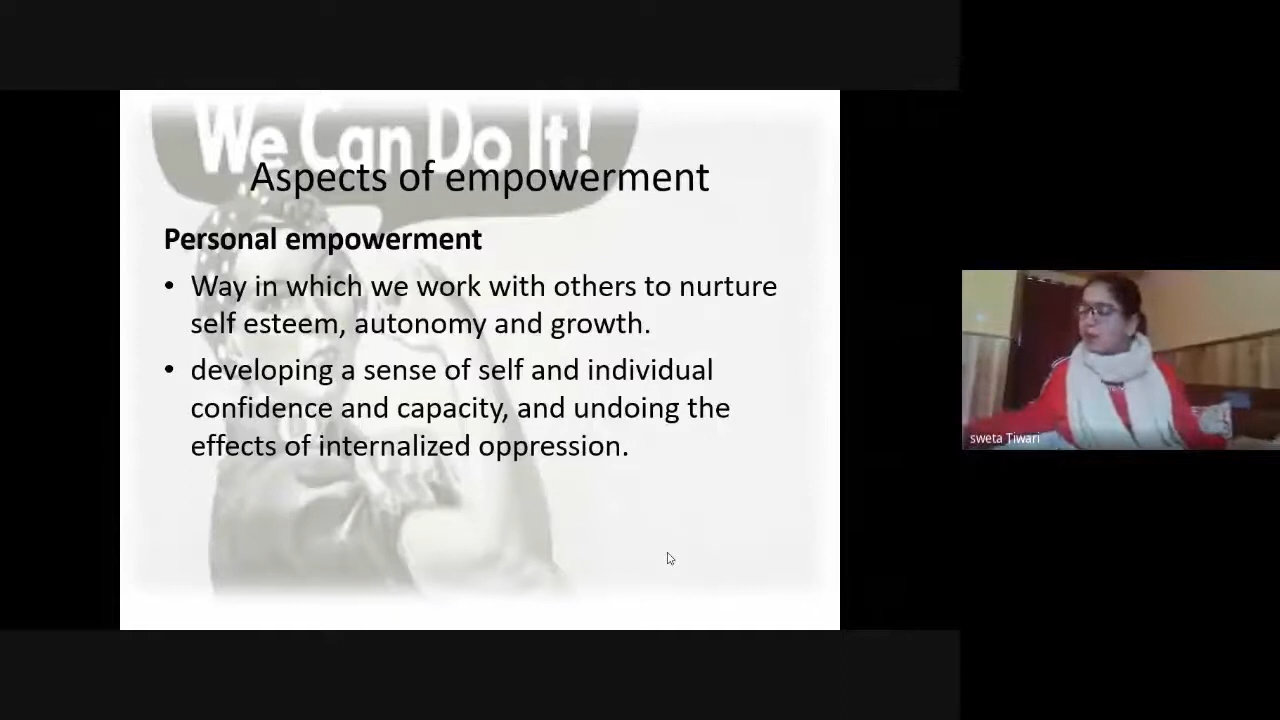 We Can Do It!
Aspects of empowerment
Personal empowerment
• Way in which we work with others to nurture
self esteem, autonomy and growth.
• developing a sense of self and individual
confidence and capacity, and undoing the
effects of internalized oppression.
sweta Tiwari